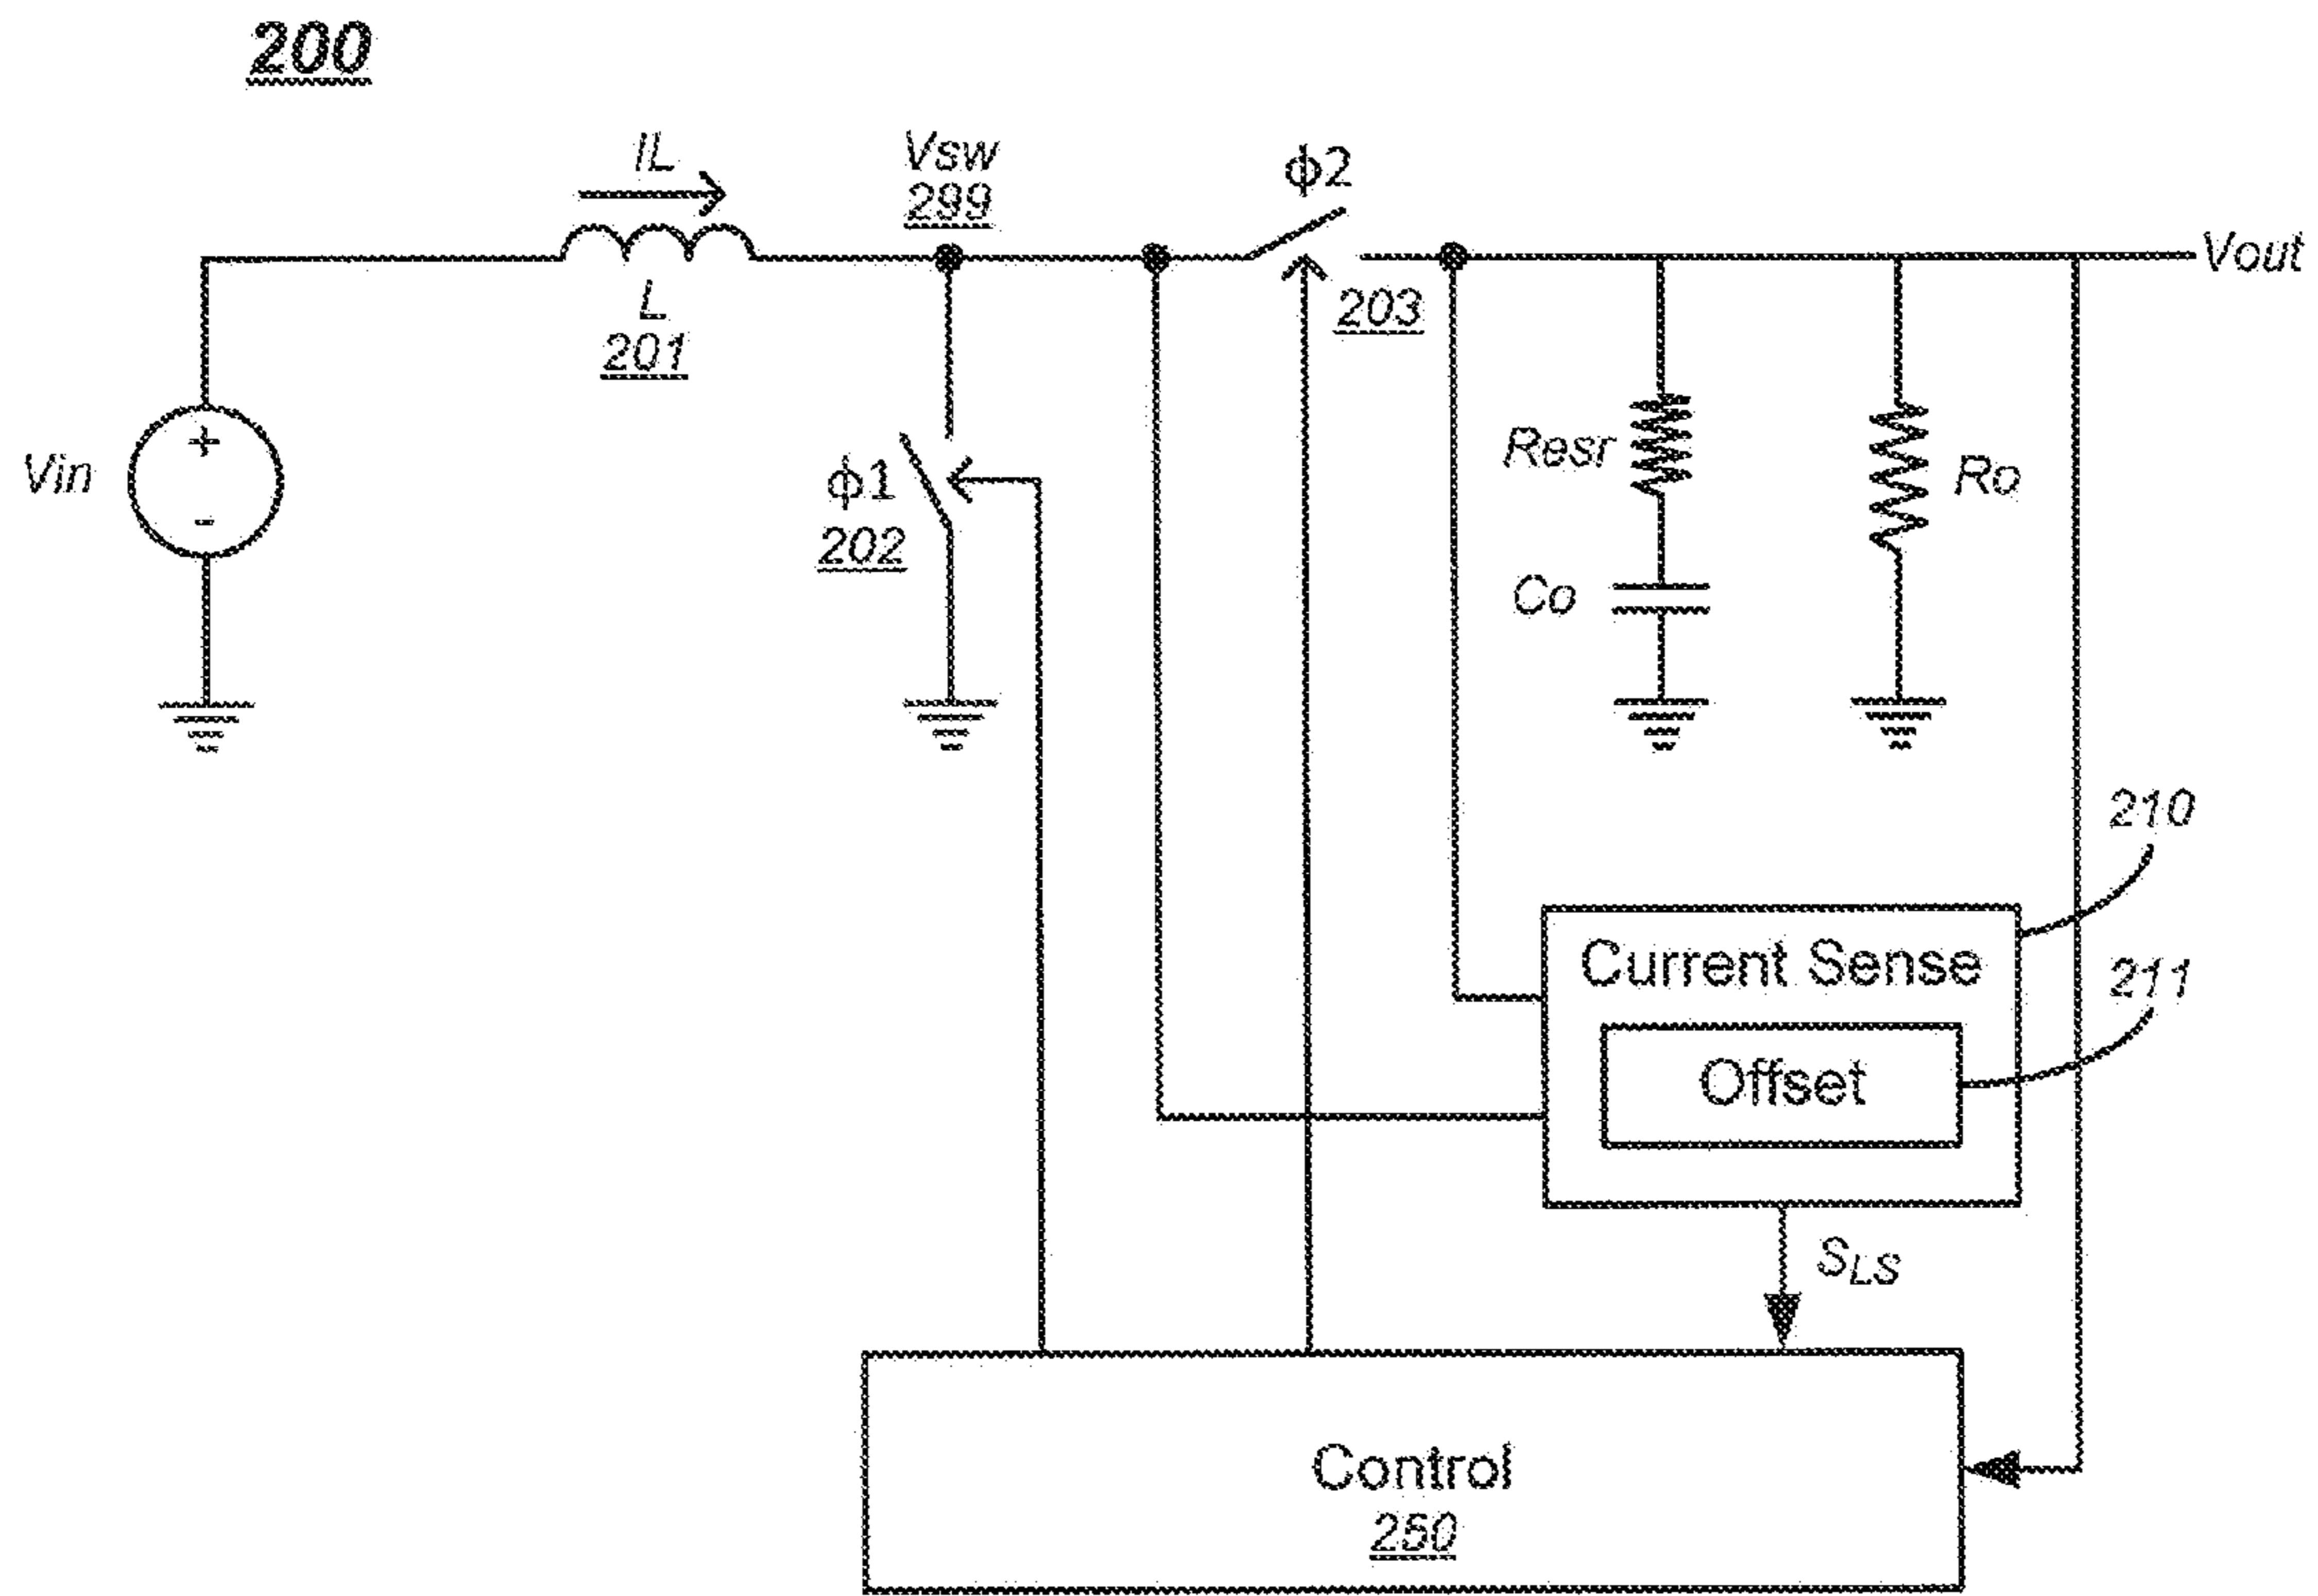 200
IL
Vsw
299
ϕ2
Vout
L
201
203
Vin
+
-
ϕ1
202
Resr
Ro
Co
210
Current Sense
211
Offset
SLS
Control
250